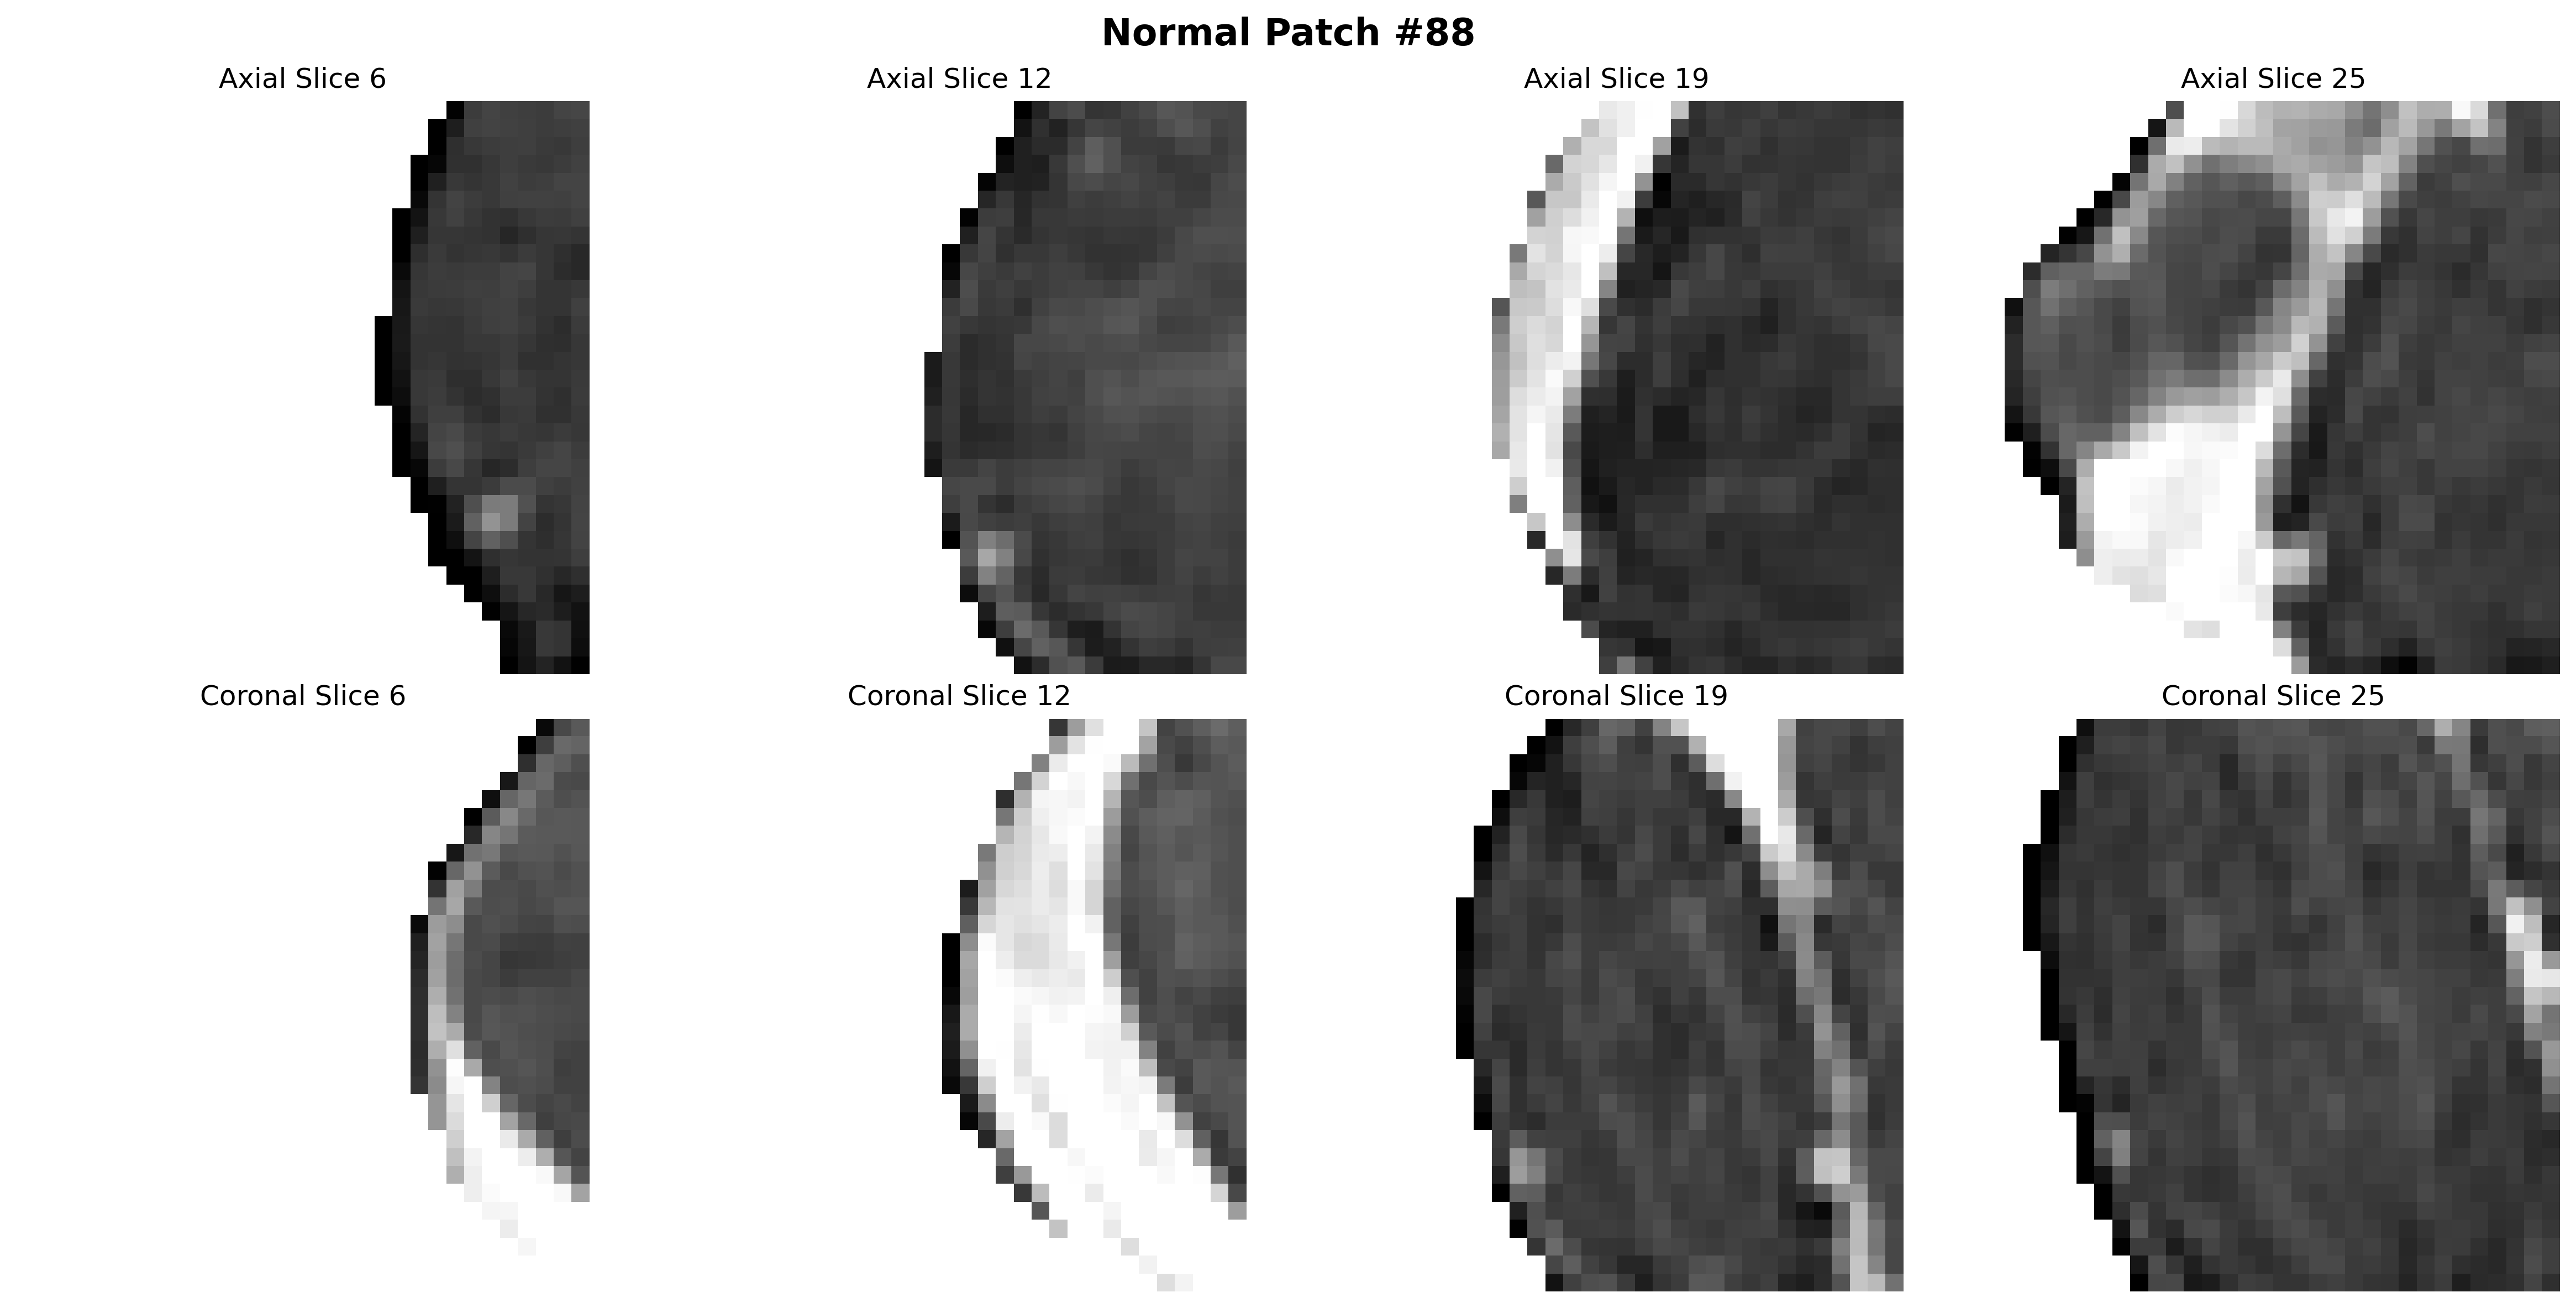 Normal Patch #88
Axial Slice 6
Axial Slice 12
Axial Slice 19
Axial Slice 25
Coronal Slice 6
Coronal Slice 12
Coronal Slice 19
Coronal Slice 25